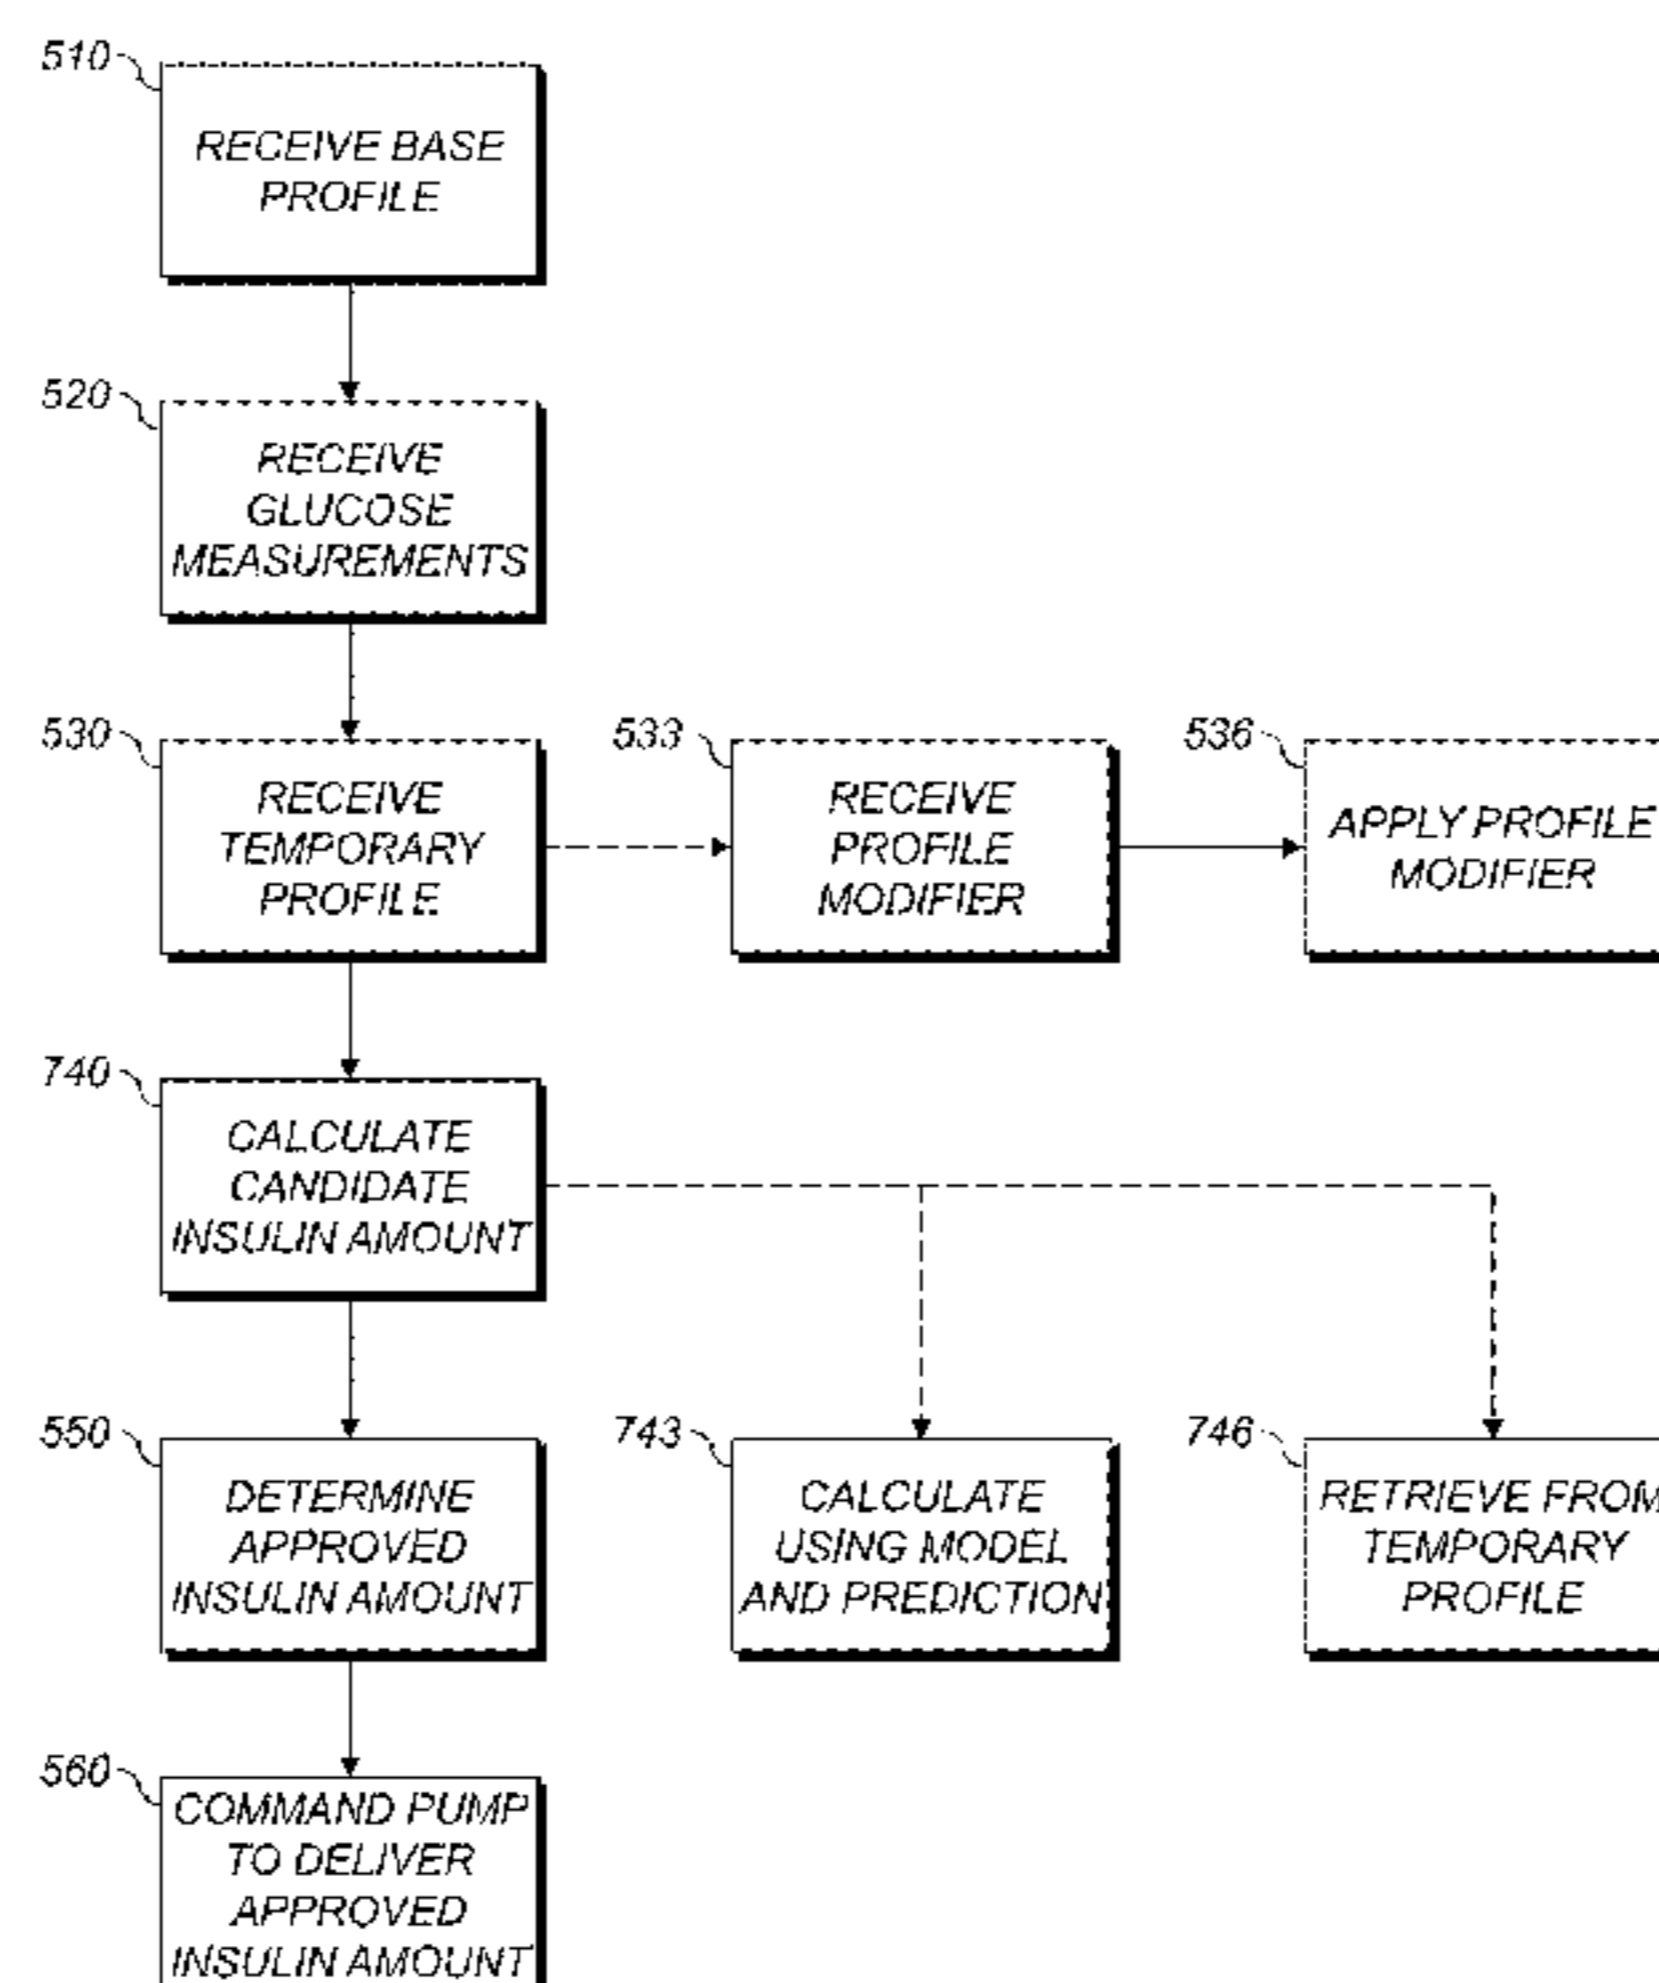 510
RECEIVE BASE
PROFILE
520
RECEIVE
GLUCOSE
MEASUREMENTS
530
RECEIVE
TEMPORARY
PROFILE
533
RECEIVE
PROFILE
MODIFIER
536
APPLY PROFILE
MODIFIER
740
CALCULATE
CANDIDATE
INSULIN AMOUNT
550
DETERMINE
APPROVED
INSULIN AMOUNT
743
CALCULATE
USING MODEL
AND PREDICTION
746
RETRIEVE FROM
TEMPORARY
PROFILE
560
COMMAND PUMP
TO DELIVER
APPROVED
INSULIN AMOUNT